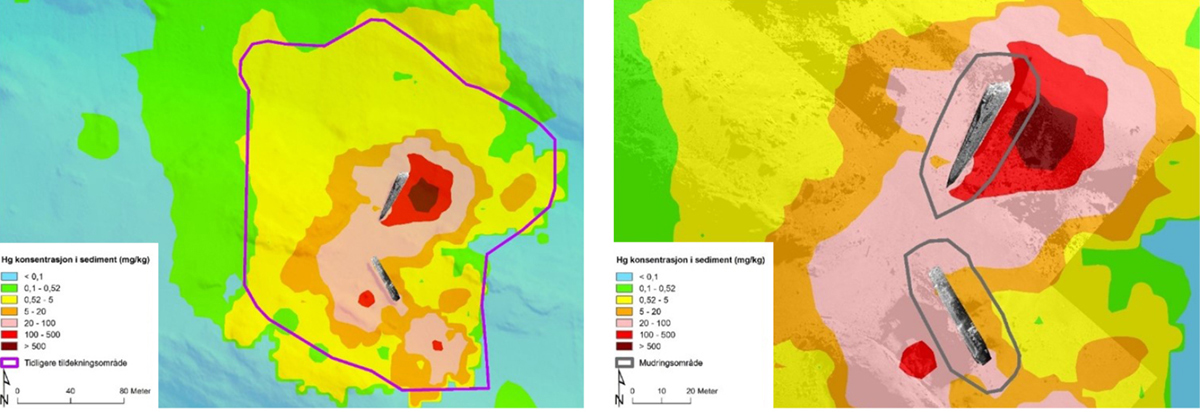 Hg konsentrasjon i sediment (mg/kg)
< 0,1
0,1 - 0,52
0,52 - 5
5 - 20
20 - 100
100 - 500
> 500
Tidligere tildekningsområde
N
0 40 80 Meter
Hg konsentrasjon i sediment (mg/kg)
< 0,1
0,1 - 0,52
0,52 - 5
5 - 20
20 - 100
100 - 500
> 500
Mudringsområde
N
0 10 20 Meter